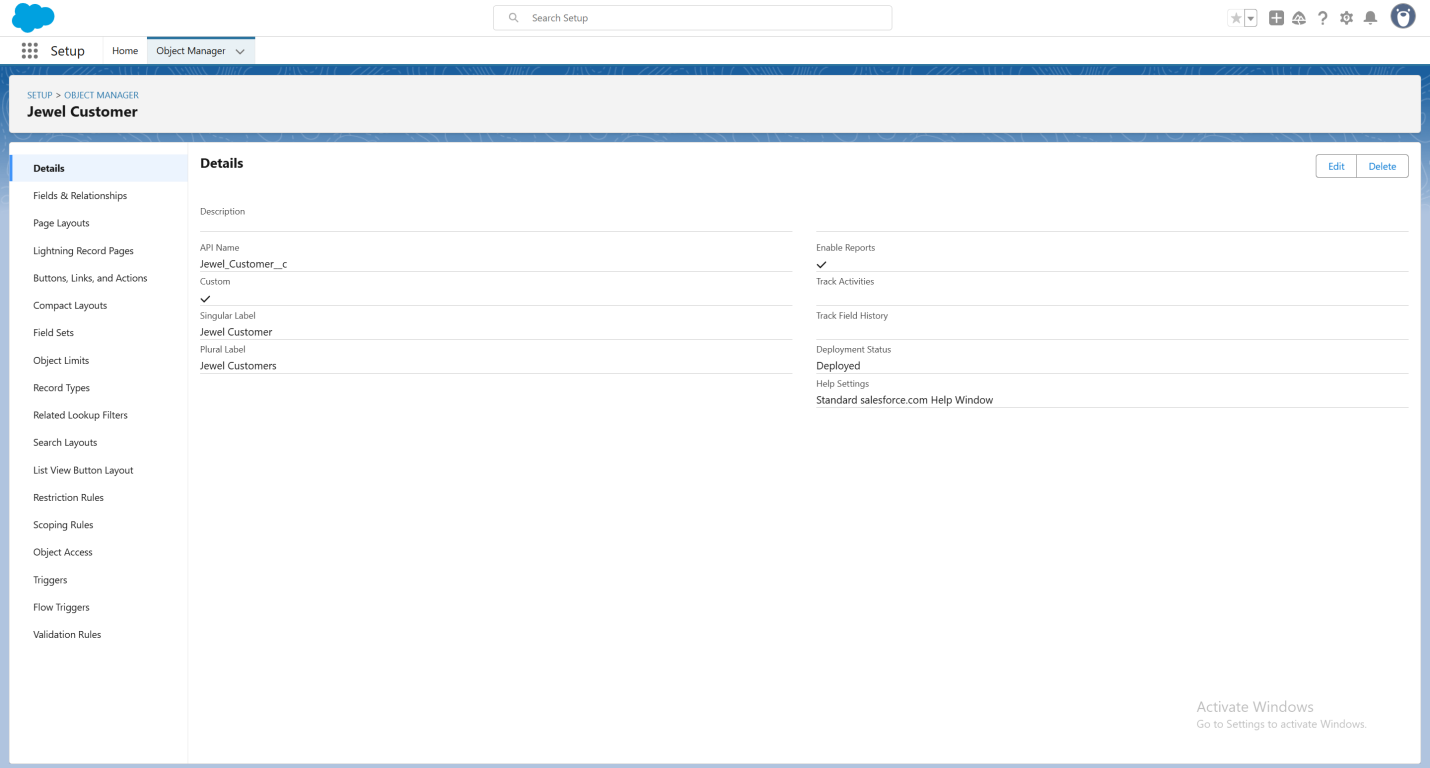 Search Setup
Setup
Home
Object Manager
SETUP > OBJECT MANAGER
Jewel Customer
Details
Fields & Relationships
Page Layouts
Lightning Record Pages
Buttons, Links, and Actions
Compact Layouts
Field Sets
Object Limits
Record Types
Related Lookup Filters
Search Layouts
List View Button Layout
Restriction Rules
Scoping Rules
Object Access
Triggers
Flow Triggers
Validation Rules
Details
Edit
Delete
Description
API Name
Jewel_Customer__c
Custom
Singular Label
Jewel Customer
Plural Label
Jewel Customers
Enable Reports
Track Activities
Track Field History
Deployment Status
Deployed
Help Settings
Standard salesforce.com Help Window
Activate Windows
Go to Settings to activate Windows.